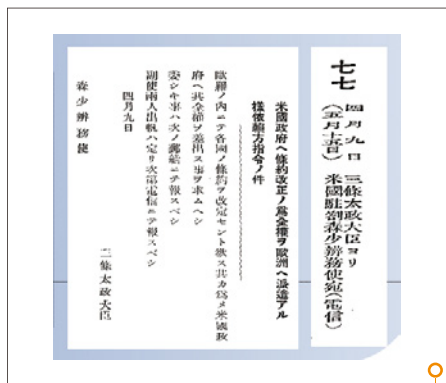 七七 四月九日 三條太政大臣ヨリ
(五月十五日) 米國駐劄森少辨務使宛(電信)
米國政府ヘ條約改正ノ爲全權ヲ歐洲ヘ派遣アル
樣依賴方指令ノ件
歐羅ノ內ニテ各國ノ條約ヲ改定セント欲ス其カ爲メ米國政
府ヘ其全權ヲ差出ス事ヲ求ムヘシ
委シキ事ハ次ノ郵船ニテ報スベシ
副使兩人出帆ハ定リ次第電信ニテ報スベシ
四月九日
三條太政大臣
森少辨務使